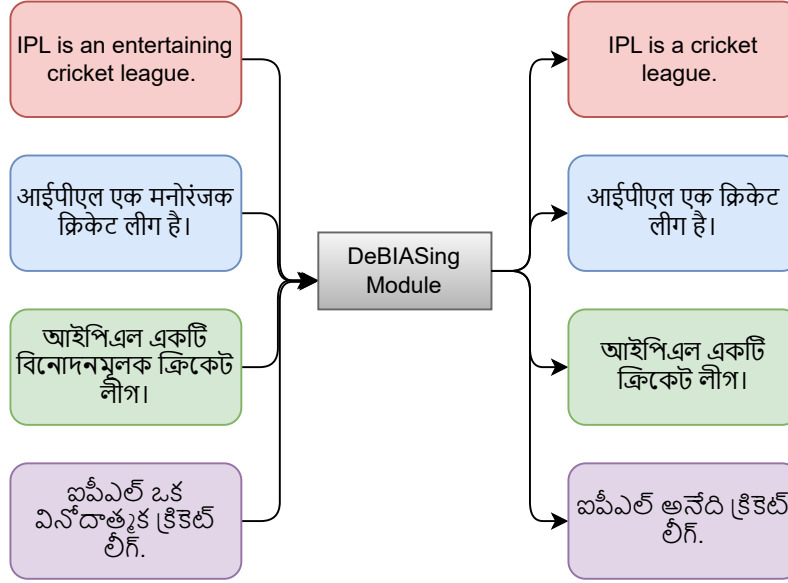 IPL is an entertaining
cricket league.
आईपीएल एक मनोरंजक
क्रिकेट लीग है।
আইপিএল একটি
বিনোদনমূলক ক্রিকেট
লীগ।
ఐపీఎల్ ఒక
వినోదాత్మక క్రికెట్
లీగ్.
DeBIASing
Module
IPL is a cricket
league.
आईपीएल एक क्रिकेट
लीग है।
আইপিএল একটি
ক্রিকেট লীগ।
ఐపీఎల్ అనేది క్రికెట్
లీగ్.